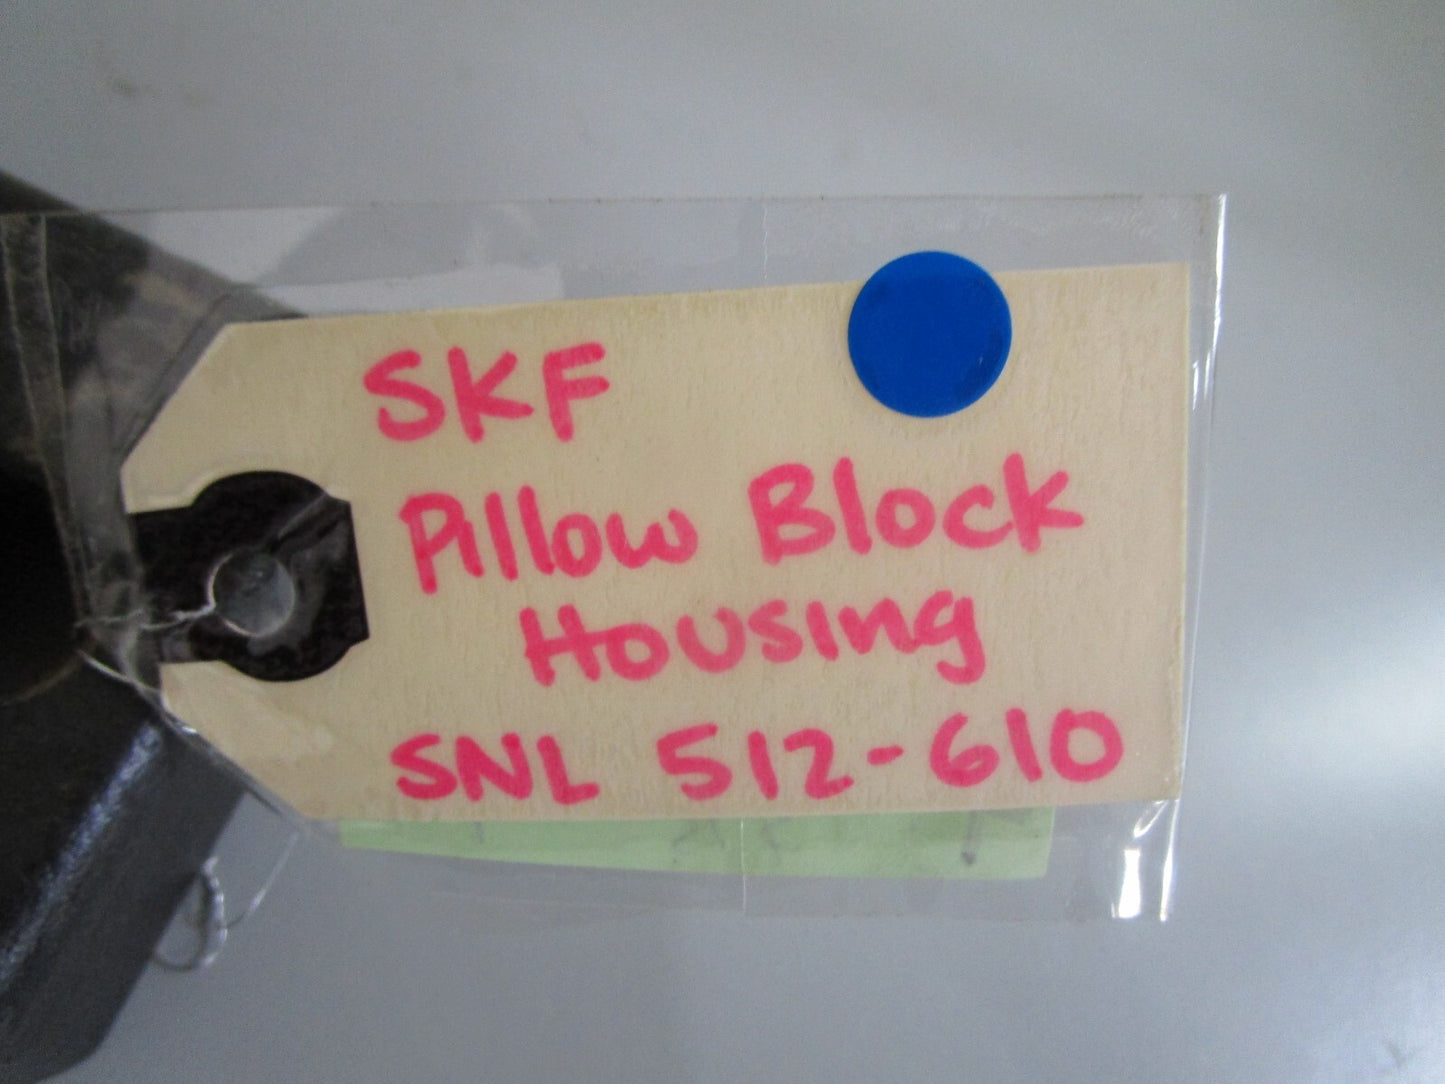 SKF
Pillow Block
Housing
SNL 512-610